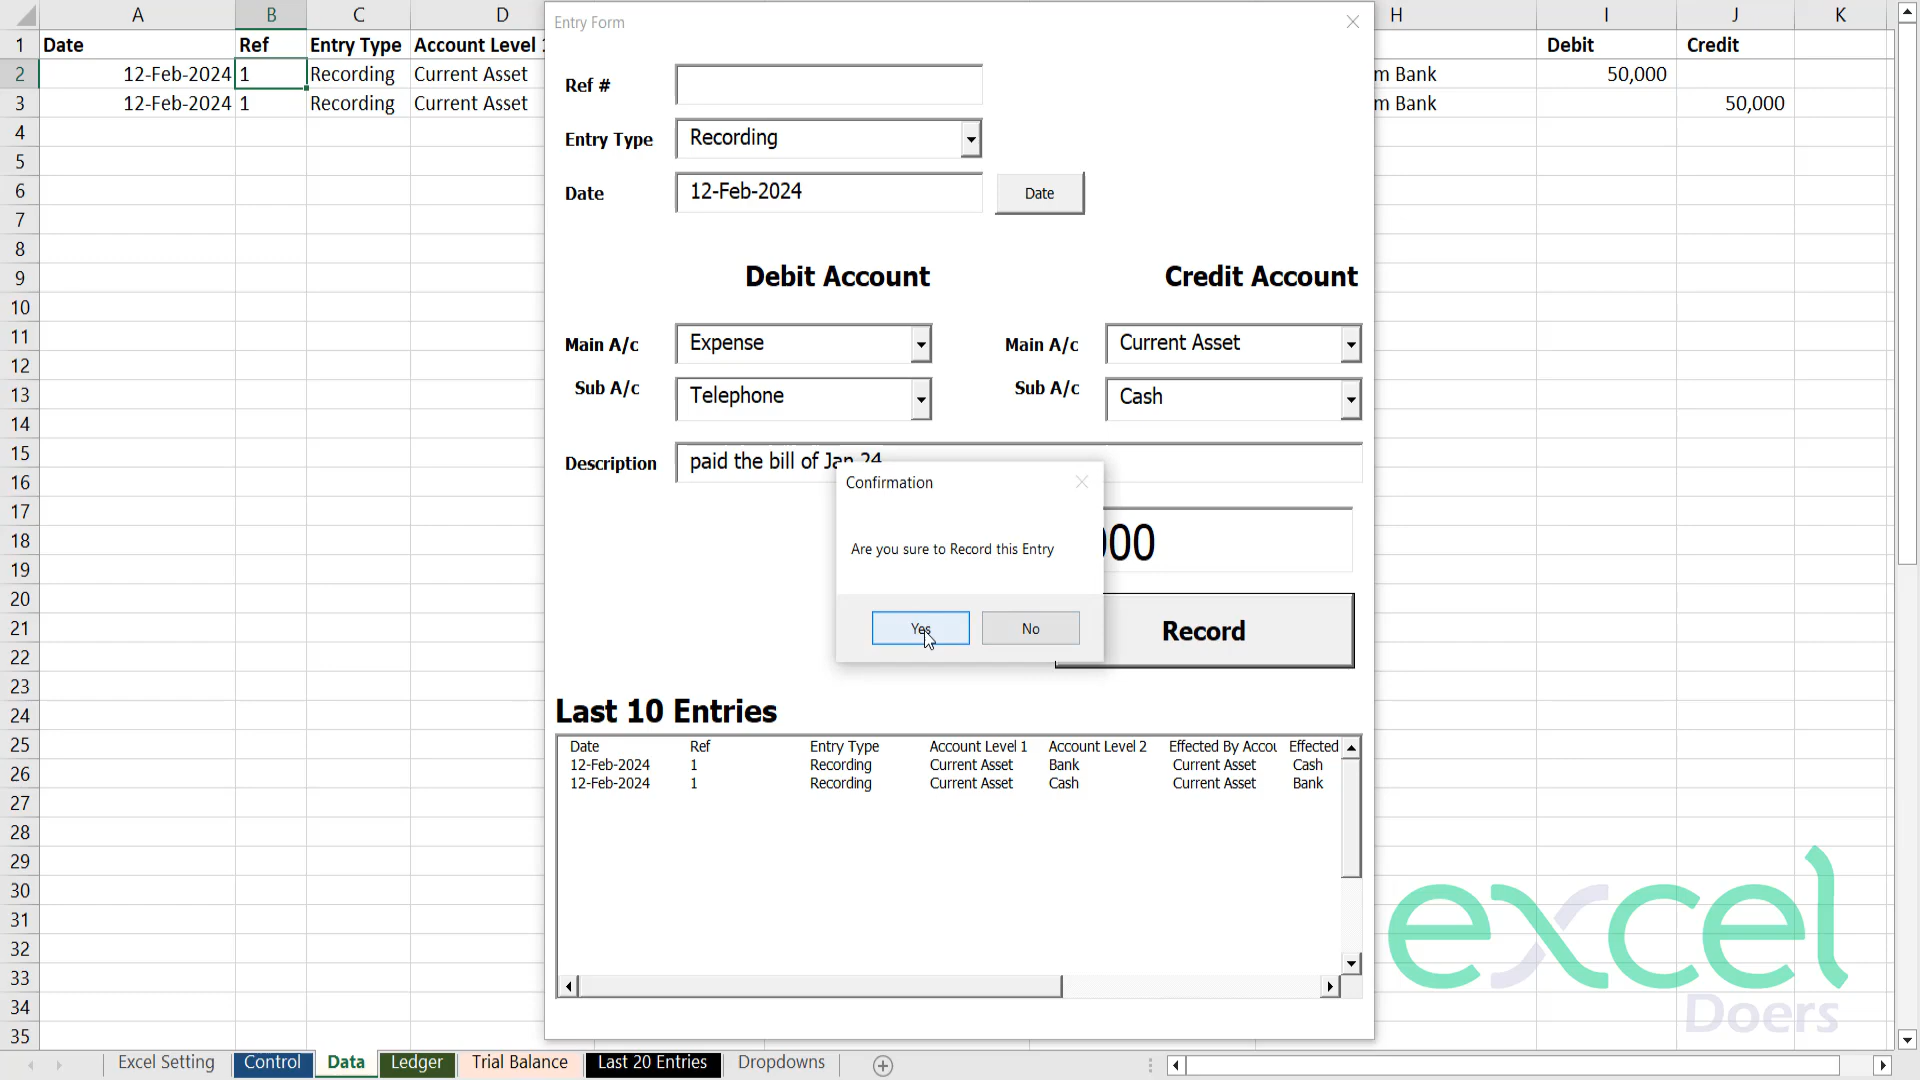 A B C D H I J K
Entry Form
1 Date Ref Entry Type Account Level Debit Credit
2 12-Feb-2024 1 Recording Current Asset m Bank 50,000
3 12-Feb-2024 1 Recording Current Asset m Bank 50,000
4
5
6
7
8
9
10
11
12
13
14
15
16
17
18
19
20
21
22
23
24
25
26
27
28
29
30
31
32
33
34
35
Ref #
Entry Type Recording
Date 12-Feb-2024 Date
Debit Account Credit Account
Main A/c Expense Main A/c Current Asset
Sub A/c Telephone Sub A/c Cash
Description paid the bill of Jan 24
Confirmation
Are you sure to Record this Entry
000
Yes No
Record
Last 10 Entries
Date Ref Entry Type Account Level 1 Account Level 2 Effected By Accou Effected
12-Feb-2024 1 Recording Current Asset Bank Current Asset Cash
12-Feb-2024 1 Recording Current Asset Cash Current Asset Bank
excel
Doers
Excel Setting Control Data Ledger Trial Balance Last 20 Entries Dropdowns